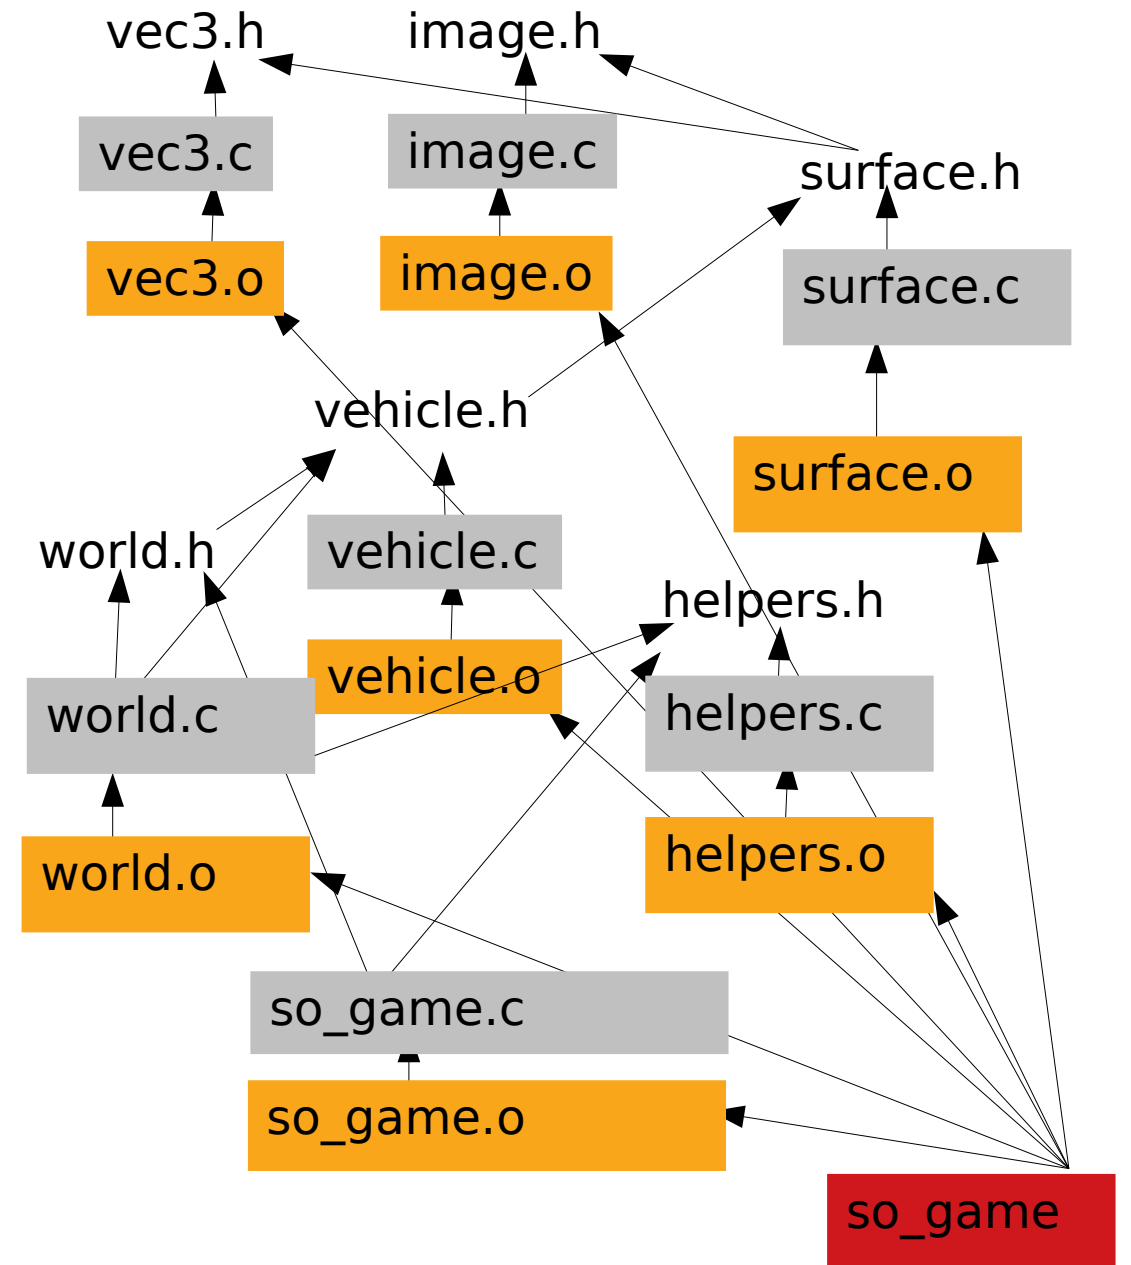 vec3.h
image.h
vec3.c
image.c
surface.h
vec3.o
image.o
surface.c
vehicle.h
surface.o
world.h
vehicle.c
helpers.h
vehicle.o
world.c
helpers.c
world.o
helpers.o
so_game.c
so_game.o
so_game